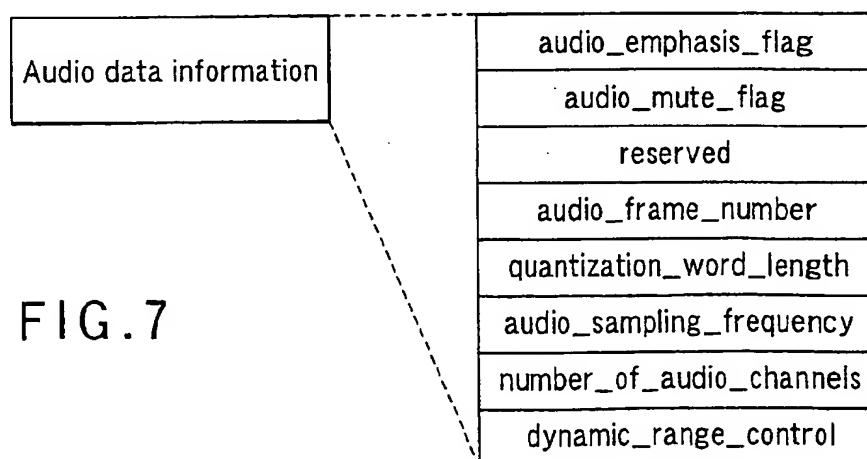 Audio data information
audio_emphasis_flag
audio_mute_flag
reserved
audio_frame_number
quantization_word_length
audio_sampling_frequency
number_of_audio_channels
dynamic_range_control
FIG.7